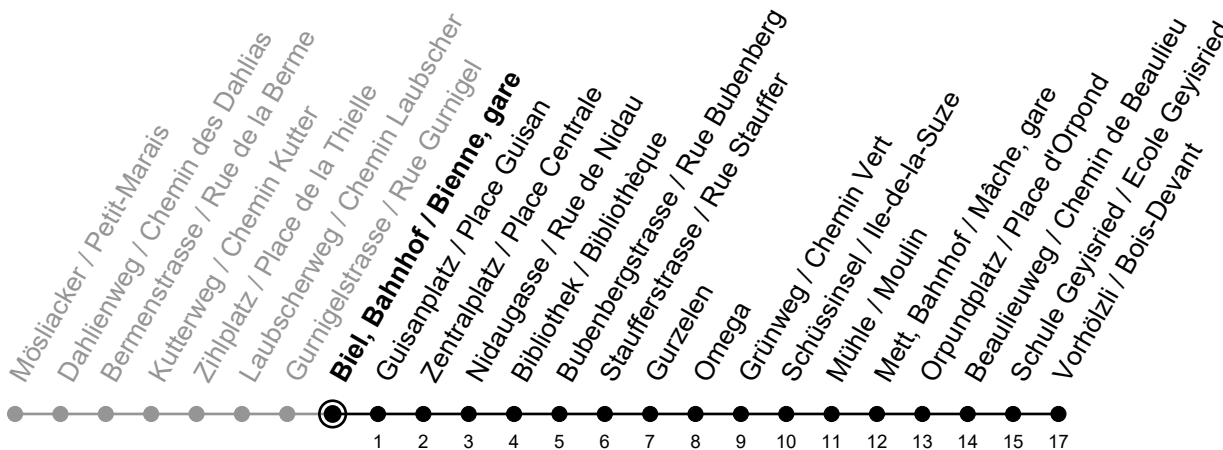 Mösliacker / Petit-Marais
Dahlienweg / Chemin des Dahlias
Bermenstrasse / Rue de la Berme
Kutterweg / Chemin Kutter
Zihlplatz / Place de la Thielle
Laubscherweg / Chemin Laubscher
Gurnigelstrasse / Rue Gurnigel
Biel, Bahnhof / Bienne, gare
Guisanplatz / Place Guisan
Zentralplatz / Place Centrale
Nidaugasse / Rue de Nidau
Bibliothek / Bibliothèque
Bubenbergstrasse / Rue Bubenberg
Staufferstrasse / Rue Stauffer
Gurzelen
Omega
Grünweg / Chemin Vert
Schüssinsel / Ile-de-la-Suze
Mühle / Moulin
Mett, Bahnhof / Mâche, gare
Orpundplatz / Place d'Orpond
Beaulieuweg / Chemin de Beaulieu
Schule Geyisried / Ecole Geyisried
Vorhölzli / Bois-Devant
1 2 3 4 5 6 7 8 9 10 11 12 13 14 15 17